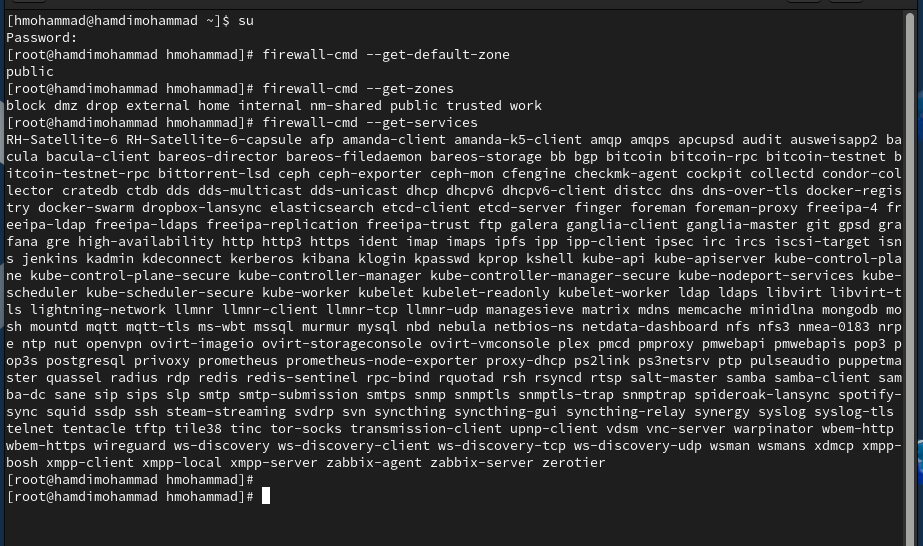 [hmohammad@hamdimohammad ~]$ su
Password:
[root@hamdimohammad hmohammad]# firewall-cmd --get-default-zone
public
[root@hamdimohammad hmohammad]# firewall-cmd --get-zones
block dmz drop external home internal nm-shared public trusted work
[root@hamdimohammad hmohammad]# firewall-cmd --get-services
RH-Satellite-6 RH-Satellite-6-capsule afp amanda-client amanda-k5-client amqp amqps apcupsd audit ausweisapp2 ba
cula bacula-client bareos-director bareos-filedaemon bareos-storage bb bgp bitcoin bitcoin-rpc bitcoin-testnet b
itcoin-testnet-rpc bittorrent-lsd ceph ceph-exporter ceph-mon cfengine checkmk-agent cockpit collectd condor-col
lector cratedb ctdb dds dds-multicast dds-unicast dhcp dhcpv6 dhcpv6-client distcc dns dns-over-tls docker-regis
try docker-swarm dropbox-lansync elasticsearch etcd-client etcd-server finger foreman foreman-proxy freeipa-4 fr
eeipa-ldap freeipa-ldaps freeipa-replication freeipa-trust ftp galera ganglia-client ganglia-master git gpsd gra
fana gre high-availability http http3 https ident imap imaps ipfs ipp ipp-client ipsec irc ircs iscsi-target isn
s jenkins kadmin kdeconnect kerberos kibana klogin kpasswd kprop kshell kube-api kube-apiserver kube-control-pla
ne kube-control-plane-secure kube-controller-manager kube-controller-manager-secure kube-nodeport-services kube-
scheduler kube-scheduler-secure kube-worker kubelet kubelet-readonly kubelet-worker ldap ldaps libvirt libvirt-t
ls lightning-network llmnr llmnr-client llmnr-tcp llmnr-udp managesieve matrix mdns memcache minidlna mongodb mo
sh mountd mqtt mqtt-tls ms-wbt mssql murmur mysql nbd nebula netbios-ns netdata-dashboard nfs nfs3 nmea-0183 nrp
e ntp nut openvpn ovirt-imageio ovirt-storageconsole ovirt-vmconsole plex pmcd pmproxy pmwebapi pmwebapis pop3 p
op3s postgresql privoxy prometheus prometheus-node-exporter proxy-dhcp ps2link ps3netsrv ptp pulseaudio puppetma
ster quassel radius rdp redis redis-sentinel rpc-bind rquotad rsh rsyncd rtsp salt-master samba samba-client sam
ba-dc sane sip sips slp smtp smtp-submission smtps snmp snmptls snmptls-trap snmptrap spideroak-lansync spotify-
sync squid ssdp ssh steam-streaming svdrp svn syncthing syncthing-gui syncthing-relay synergy syslog syslog-tls
telnet tentacle tftp tile38 tinc tor-socks transmission-client upnp-client vdsm vnc-server warpinator wbem-http
wbem-https wireguard ws-discovery ws-discovery-client ws-discovery-tcp ws-discovery-udp wsman wsmans xdmcp xmpp-
bosh xmpp-client xmpp-local xmpp-server zabbix-agent zabbix-server zerotier
[root@hamdimohammad hmohammad]#
[root@hamdimohammad hmohammad]#